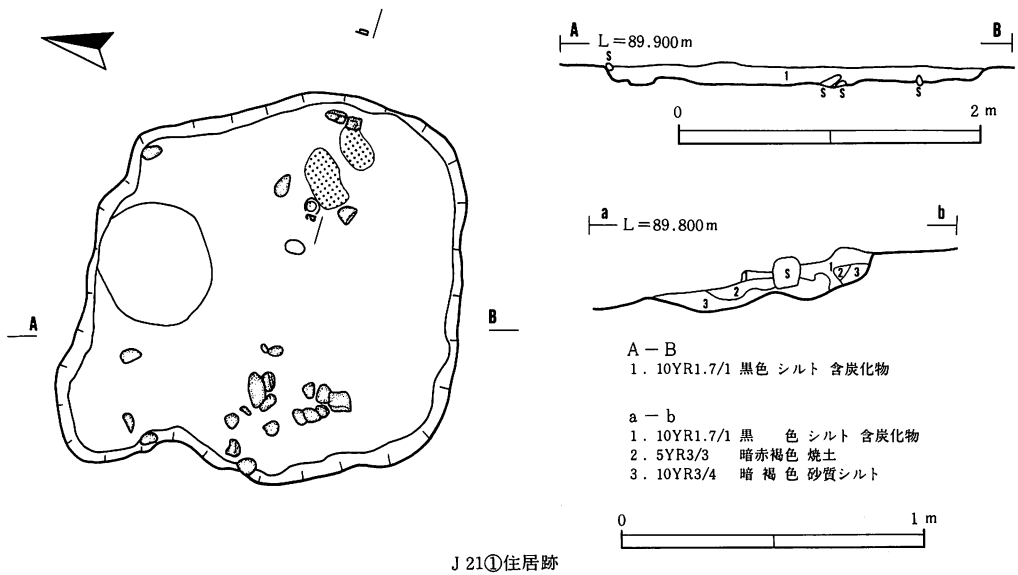 b
a
A
B
A
L=89.900m
B
S
1
S
S
S
0
2 m
a
L=89.800m
b
S
1
2
3
2
3
A-B
1. 10YR1.7/1 黒色 シルト 含炭化物
a-b
1. 10YR1.7/1 黒 色 シルト 含炭化物
2. 5YR3/3 暗赤褐色 焼土
3. 10YR3/4 暗 褐 色 砂質シルト
0
1 m
J 21①住居跡